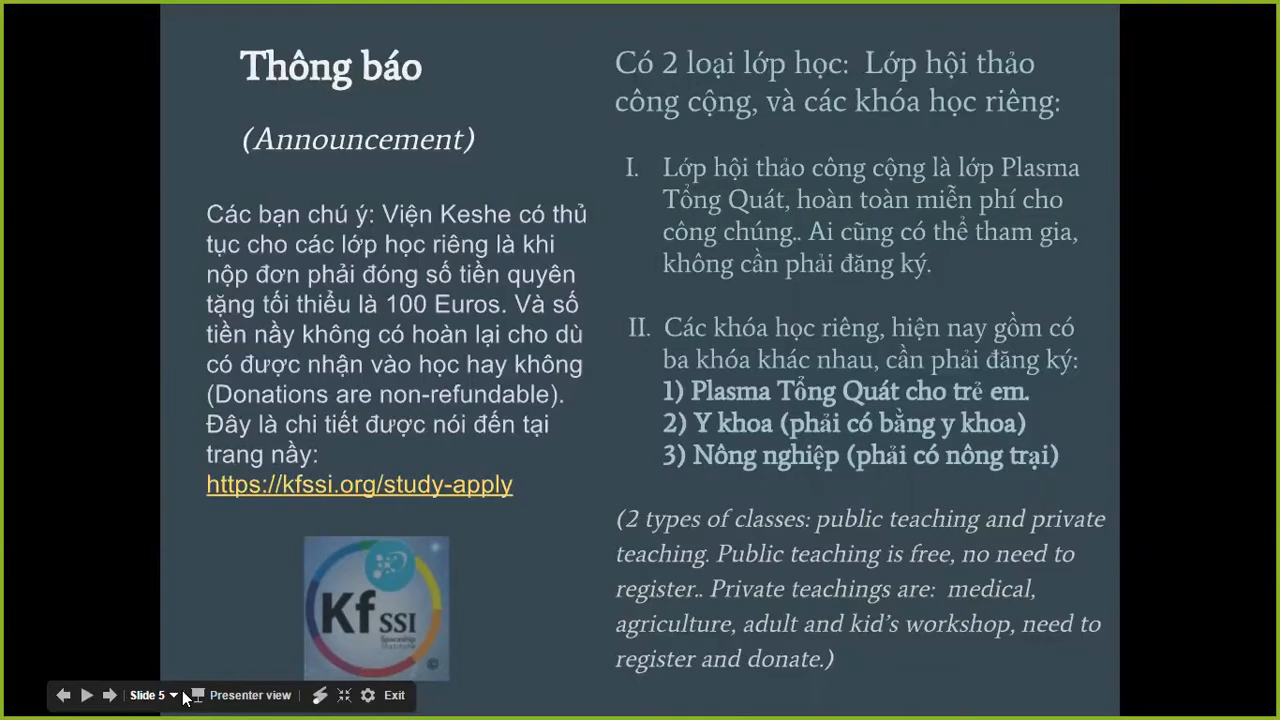 Thông báo
(Announcement)
Các bạn chú ý: Viện Keshe có thủ
tục cho các lớp học riêng là khi
nộp đơn phải đóng số tiền quyên
tặng tối thiểu là 100 Euros. Và số
tiền nầy không có hoàn lại cho dù
có được nhận vào học hay không
(Donations are non-refundable).
Đây là chi tiết được nói đến tại
trang nầy:
https://kfssi.org/study-apply
Kf SSI
Spaceship
Institute
©
Có 2 loại lớp học: Lớp hội thảo
công cộng, và các khóa học riêng:
I. Lớp hội thảo công cộng là lớp Plasma
Tổng Quát, hoàn toàn miễn phí cho
công chúng.. Ai cũng có thể tham gia,
không cần phải đăng ký.
II. Các khóa học riêng, hiện nay gồm có
ba khóa khác nhau, cần phải đăng ký:
1) Plasma Tổng Quát cho trẻ em.
2) Y khoa (phải có bằng y khoa)
3) Nông nghiệp (phải có nông trại)
(2 types of classes: public teaching and private
teaching. Public teaching is free, no need to
register.. Private teachings are: medical,
agriculture, adult and kid's workshop, need to
register and donate.)
Slide 5 Presenter view Exit